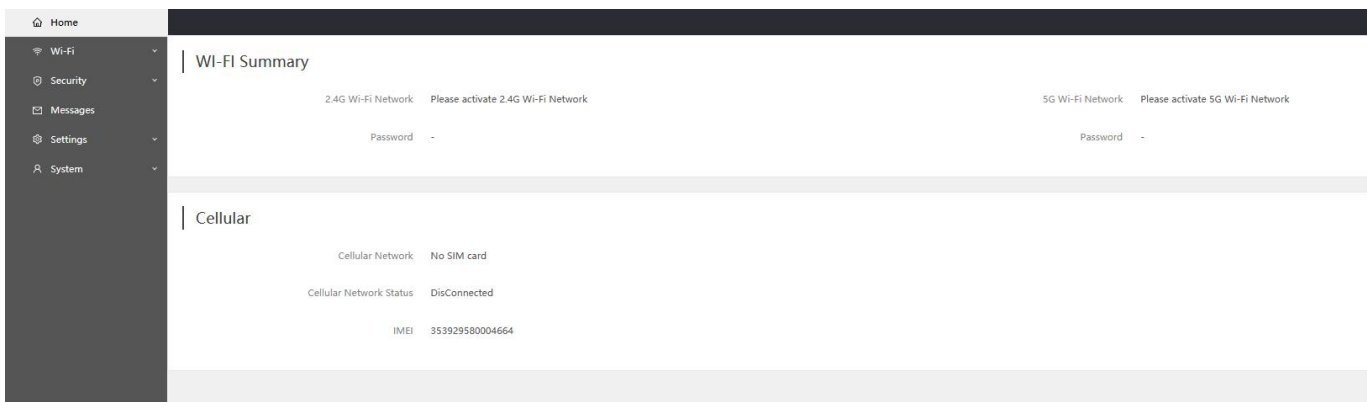 Home
Wi-Fi
Security
Messages
Settings
System
WI-FI Summary
2.4G Wi-Fi Network Please activate 2.4G Wi-Fi Network
5G Wi-Fi Network Please activate 5G Wi-Fi Network
Password -
Password -
Cellular
Cellular Network No SIM card
Cellular Network Status DisConnected
IMEI 353929580004664